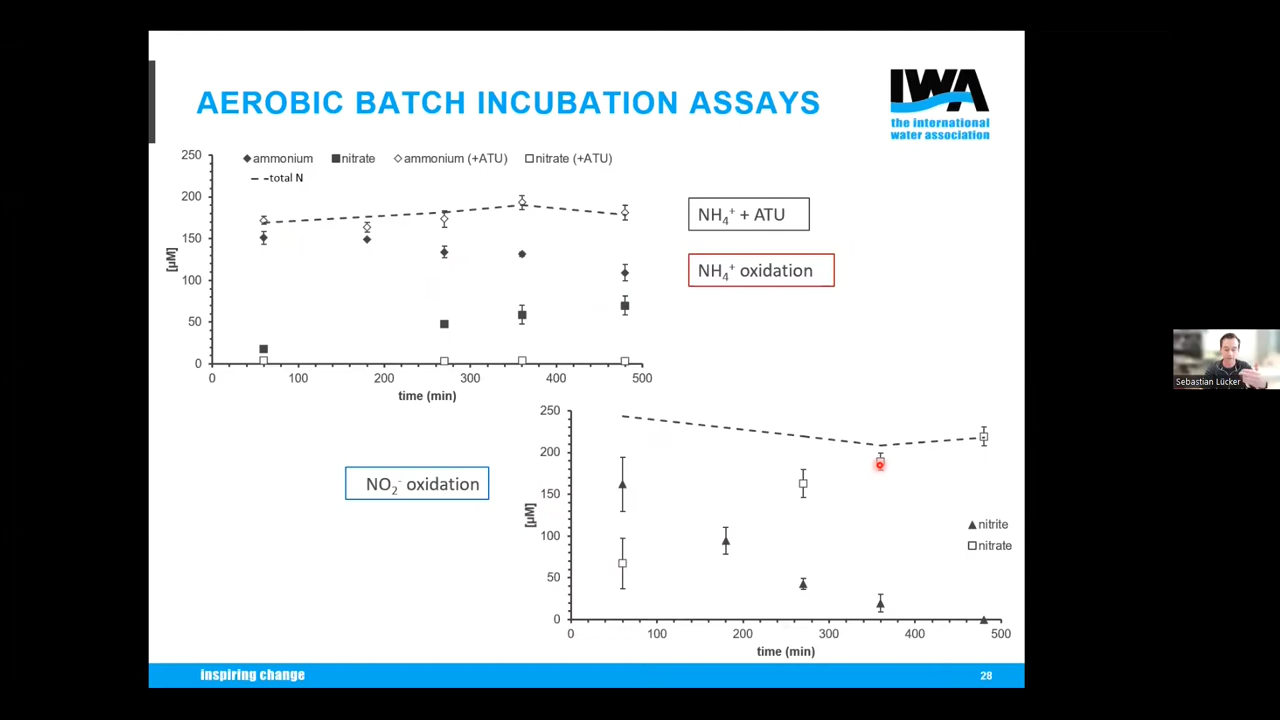 AEROBIC BATCH INCUBATION ASSAYS
IWA
the international
water association
ammonium nitrate ammonium (+ATU) nitrate (+ATU)
total N
250
200
150
100
50
0
[µM]
0 100 200 300 400 500
time (min)
NH₄⁺ + ATU
NH₄⁺ oxidation
NO₂⁻ oxidation
250
200
150
100
50
0
[µM]
0 100 200 300 400 500
time (min)
nitrite
nitrate
Sebastian Lücker
inspiring change
28